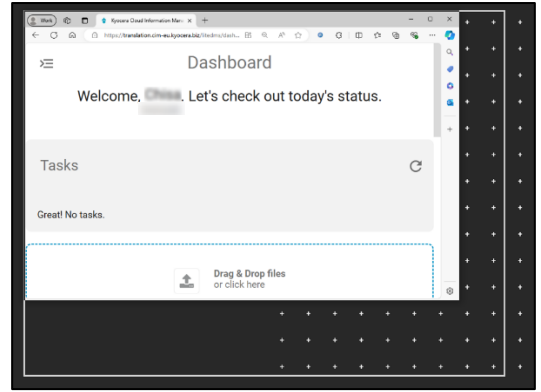 Work
Kyocera Cloud Information Mana
https://translation.cim-eu.kyocera.biz/litedms/dash...
Dashboard
Welcome, . Let's check out today's status.
Tasks
Great! No tasks.
Drag & Drop files
or click here